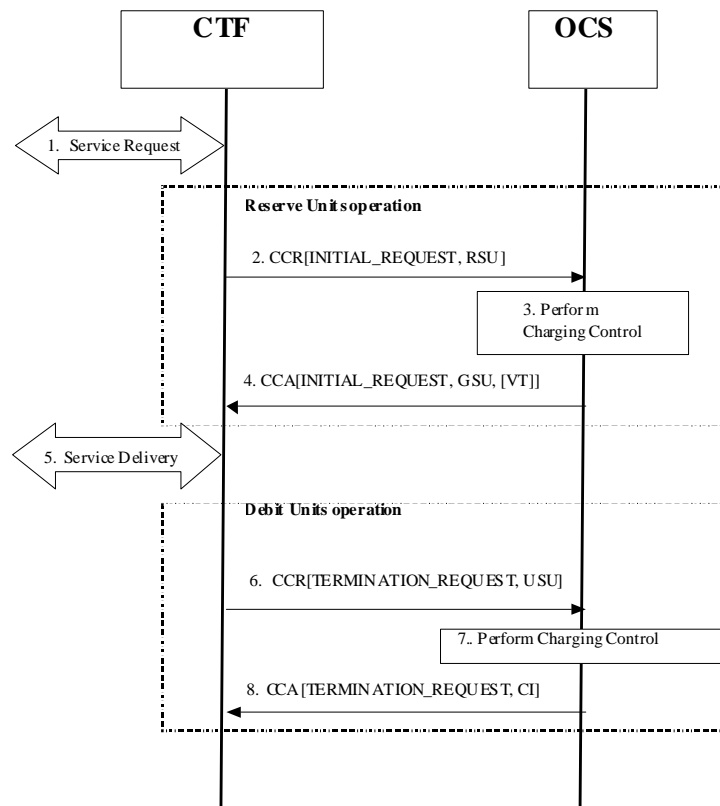 CTF
OCS
1. Service Request
Reserve Units operation
2. CCR[INITIAL_REQUEST, RSU]
3. Perform
Charging Control
4. CCA[INITIAL_REQUEST, GSU, [VT]]
5. Service Delivery
Debit Units operation
6. CCR[TERMINATION_REQUEST, USU]
7.. Perform Charging Control
8. CCA[TERMINATION_REQUEST, CI]